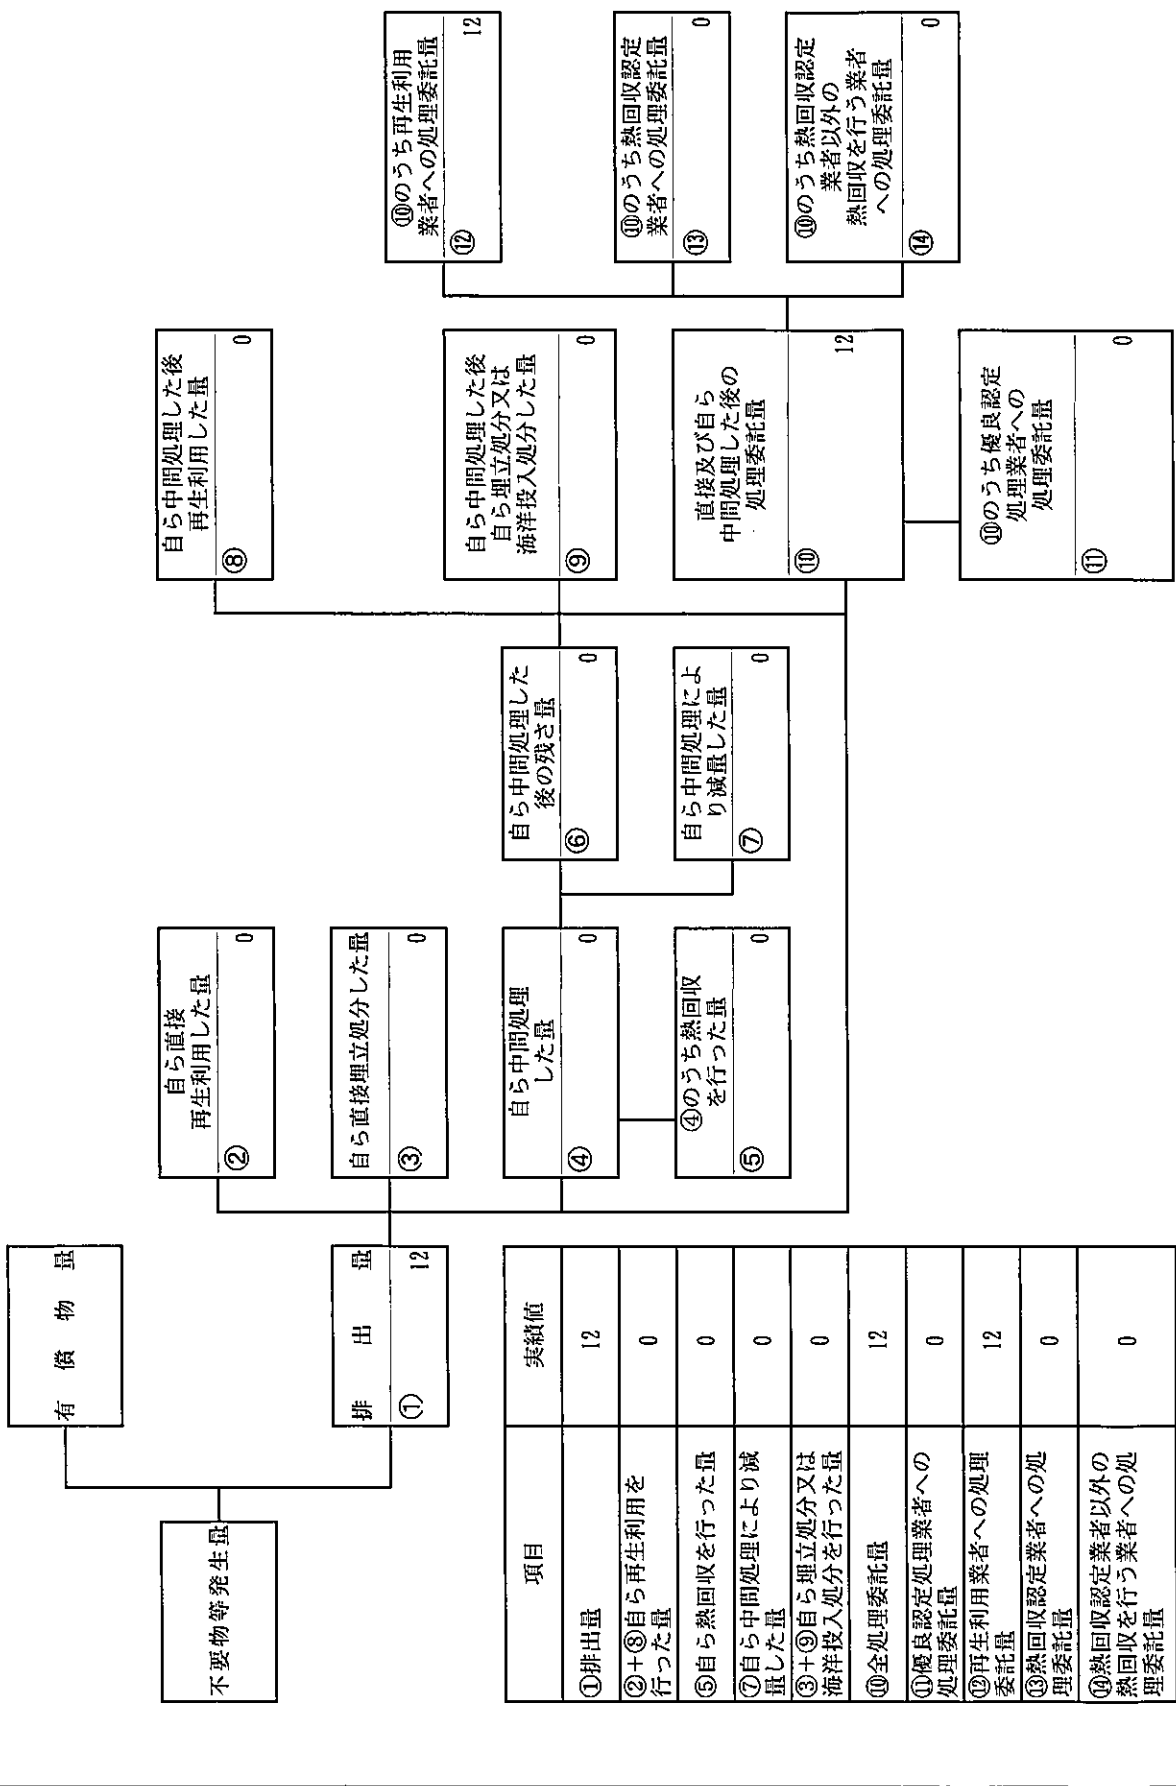 不要物等発生量
有償物量
排出量
① 12
自ら直接
再生利用した量
② 0
自ら直接埋立処分した量
③ 0
自ら中間処理
した量
④ 0
④のうち熱回収
を行った量
⑤ 0
自ら中間処理した
後の残さ量
⑥ 0
自ら中間処理によ
り減量した量
⑦ 0
自ら中間処理した後
再生利用した量
⑧ 0
自ら中間処理した後
自ら埋立処分又は
海洋投入処分した量
⑨ 0
直接及び自ら
中間処理した後の
処理委託量
⑩ 12
⑩のうち優良認定
処理業者への
処理委託量
⑪ 0
⑩のうち再生利用
業者への処理委託量
⑫ 12
⑩のうち熱回収認定
業者への処理委託量
⑬ 0
⑩のうち熱回収認定
業者以外の
熱回収を行う業者
への処理委託量
⑭ 0
項目 実績値
①排出量 12
②+⑧自ら再生利用を
行った量 0
⑤自ら熱回収を行った量 0
⑦自ら中間処理により減
量した量 0
③+⑨自ら埋立処分又は
海洋投入処分を行った量 0
⑩全処理委託量 12
⑪優良認定処理業者への
処理委託量 0
⑫再生利用業者への処理
委託量 12
⑬熱回収認定業者への処
理委託量 0
⑭熱回収認定業者以外の
熱回収を行う業者への処
理委託量 0